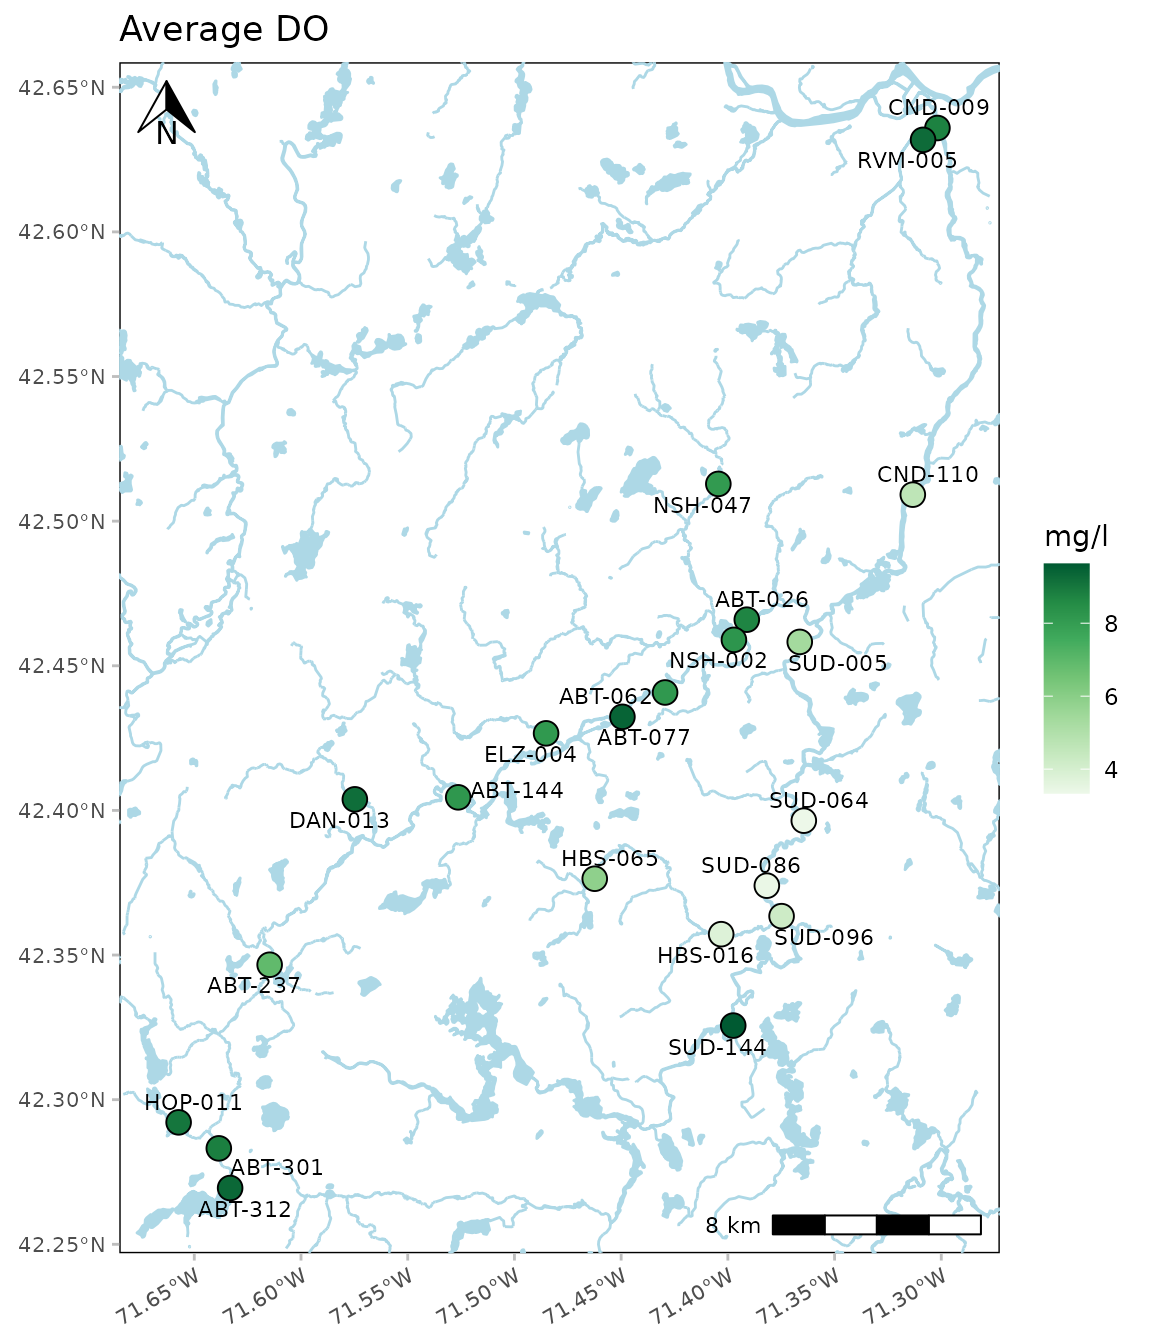 Average DO
42.65°N
42.60°N
42.55°N
42.50°N
42.45°N
42.40°N
42.35°N
42.30°N
42.25°N
N
CND-009
RVM-005
CND-110
NSH-047
ABT-026
NSH-002
SUD-005
ABT-062
ABT-077
ELZ-004
ABT-144
DAN-013
SUD-064
HBS-065
SUD-086
SUD-096
HBS-016
ABT-237
SUD-144
HOP-011
ABT-301
ABT-312
8 km
71.65°W
71.60°W
71.55°W
71.50°W
71.45°W
71.40°W
71.35°W
71.30°W
mg/l
8
6
4